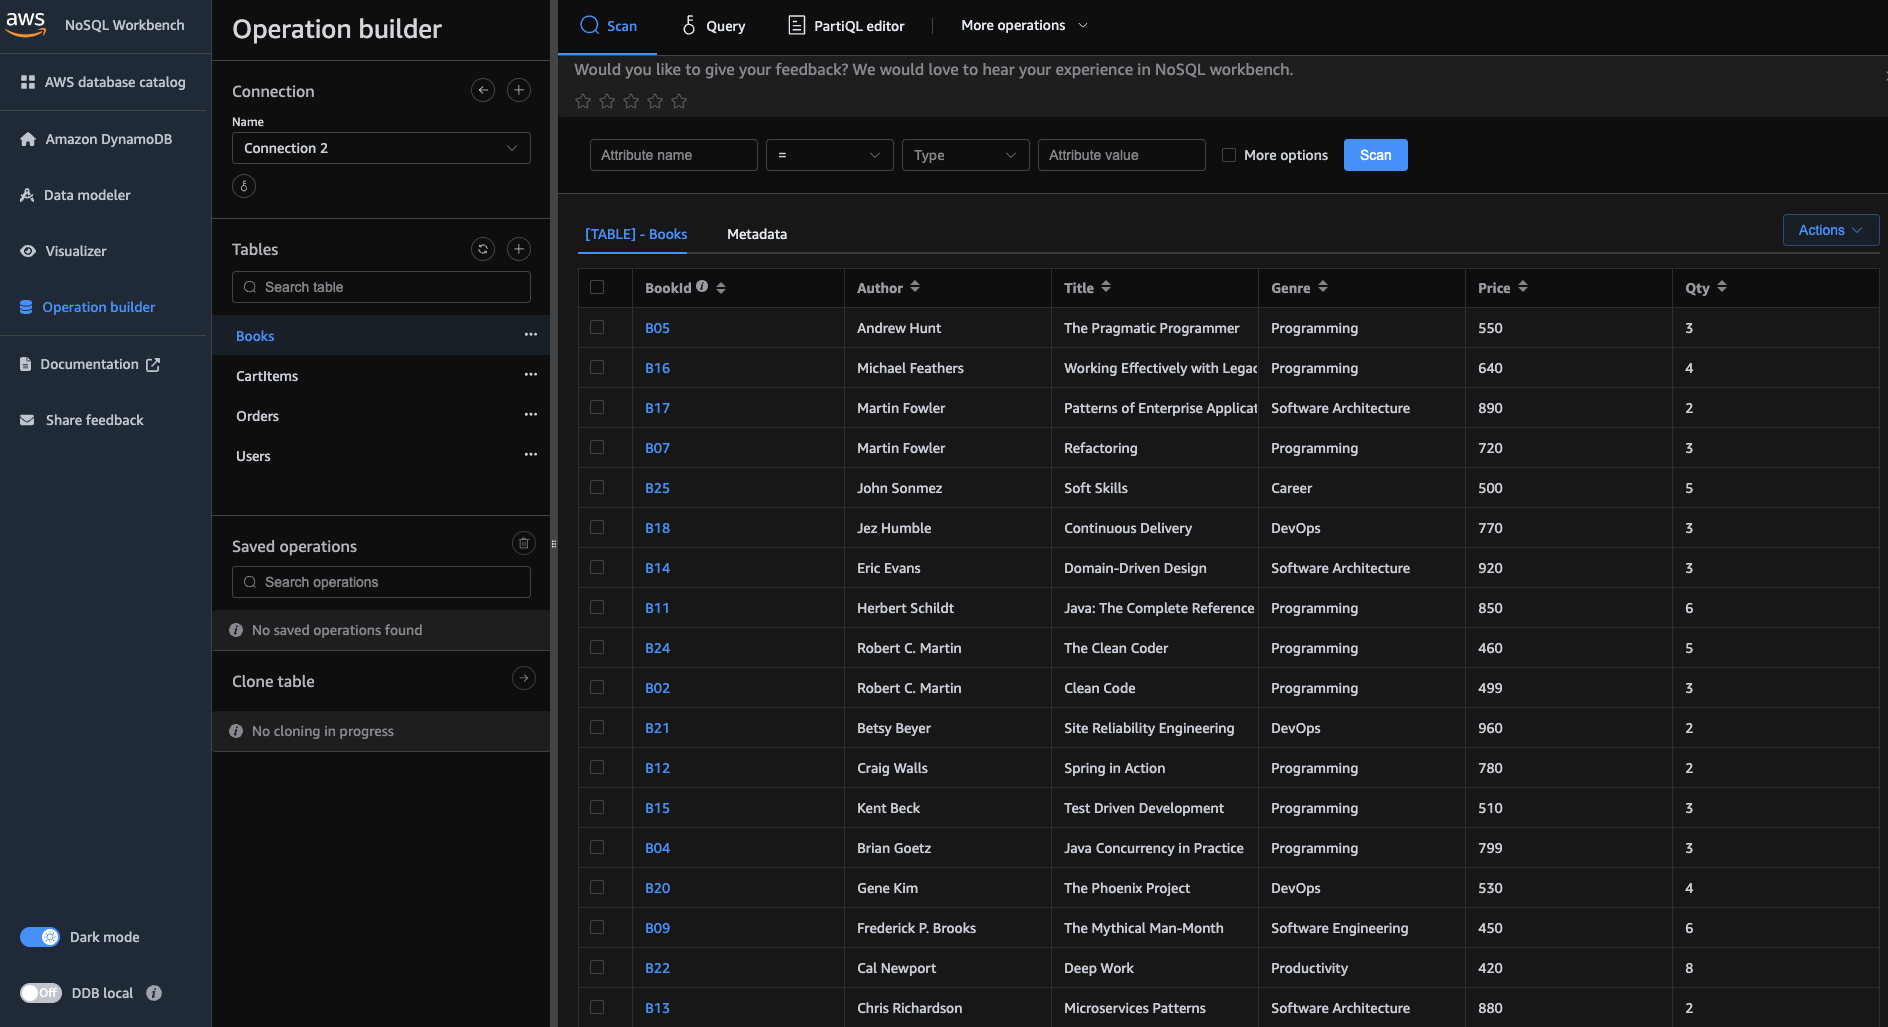 aws NoSQL Workbench
AWS database catalog
Amazon DynamoDB
Data modeler
Visualizer
Operation builder
Documentation
Share feedback
Dark mode
Off DDB local
Operation builder
Connection
Name
Connection 2
Tables
Search table
Books
CartItems
Orders
Users
Saved operations
Search operations
No saved operations found
Clone table
No cloning in progress
Scan Query PartiQL editor More operations
Would you like to give your feedback? We would love to hear your experience in NoSQL workbench.
Attribute name = Type Attribute value More options Scan
[TABLE] - Books Metadata Actions
BookId Author Title Genre Price Qty
B05 Andrew Hunt The Pragmatic Programmer Programming 550 3
B16 Michael Feathers Working Effectively with Legac Programming 640 4
B17 Martin Fowler Patterns of Enterprise Applicat Software Architecture 890 2
B07 Martin Fowler Refactoring Programming 720 3
B25 John Sonmez Soft Skills Career 500 5
B18 Jez Humble Continuous Delivery DevOps 770 3
B14 Eric Evans Domain-Driven Design Software Architecture 920 3
B11 Herbert Schildt Java: The Complete Reference Programming 850 6
B24 Robert C. Martin The Clean Coder Programming 460 5
B02 Robert C. Martin Clean Code Programming 499 3
B21 Betsy Beyer Site Reliability Engineering DevOps 960 2
B12 Craig Walls Spring in Action Programming 780 2
B15 Kent Beck Test Driven Development Programming 510 3
B04 Brian Goetz Java Concurrency in Practice Programming 799 3
B20 Gene Kim The Phoenix Project DevOps 530 4
B09 Frederick P. Brooks The Mythical Man-Month Software Engineering 450 6
B22 Cal Newport Deep Work Productivity 420 8
B13 Chris Richardson Microservices Patterns Software Architecture 880 2